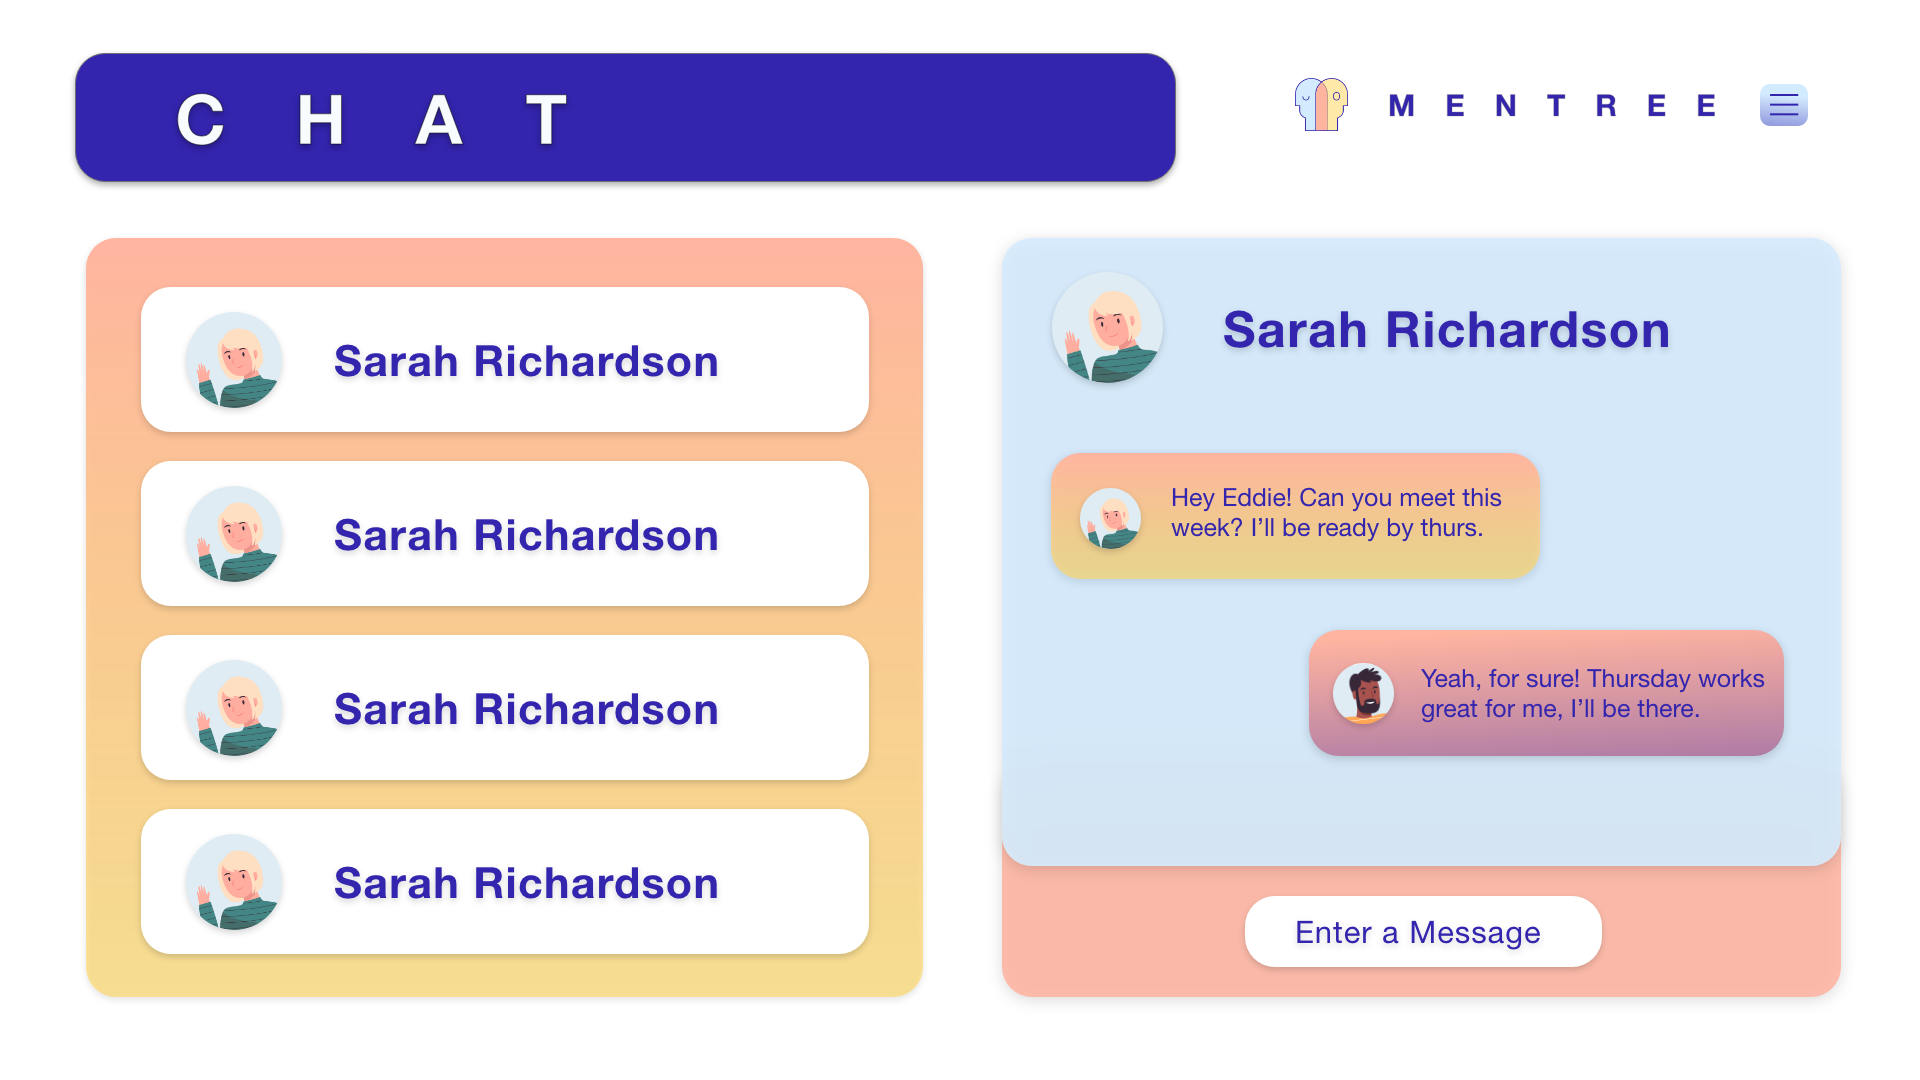 C H A T
M E N T R E E
Sarah Richardson
Sarah Richardson
Sarah Richardson
Sarah Richardson
Sarah Richardson
Hey Eddie! Can you meet this
week? I’ll be ready by thurs.
Yeah, for sure! Thursday works
great for me, I’ll be there.
Enter a Message